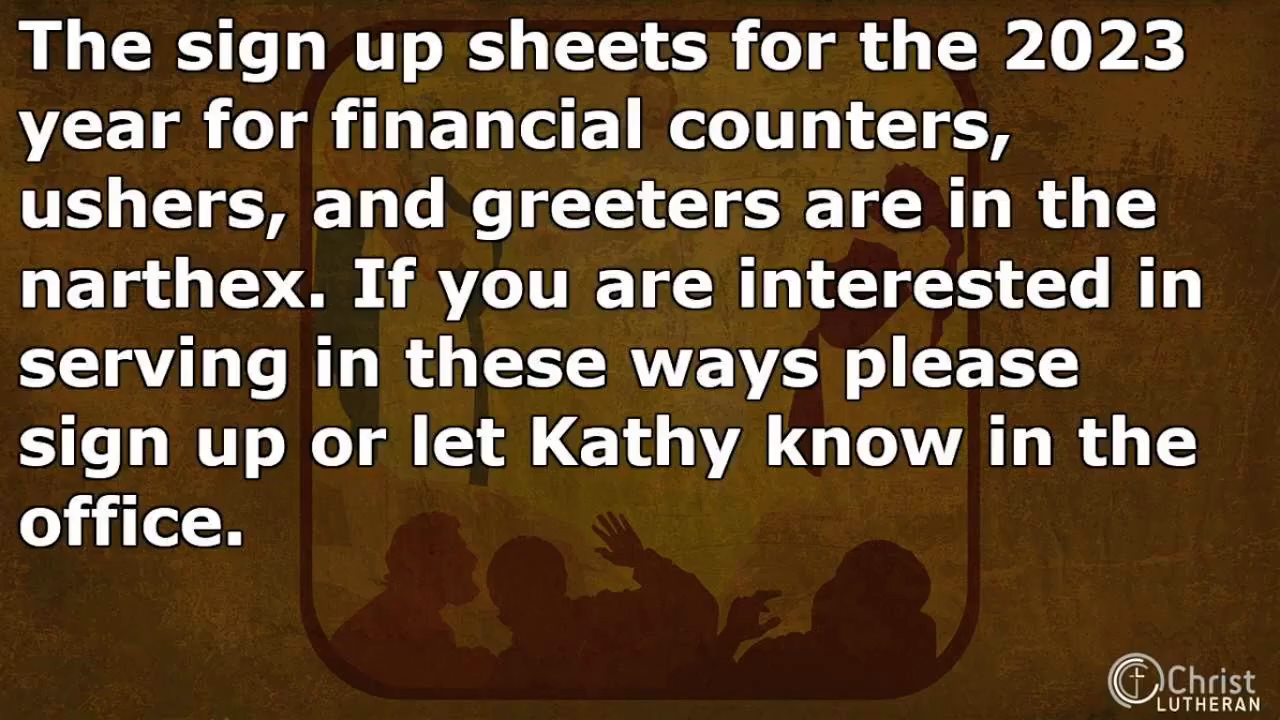 The sign up sheets for the 2023
year for financial counters,
ushers, and greeters are in the
narthex. If you are interested in
serving in these ways please
sign up or let Kathy know in the
office.
Christ
LUTHERAN